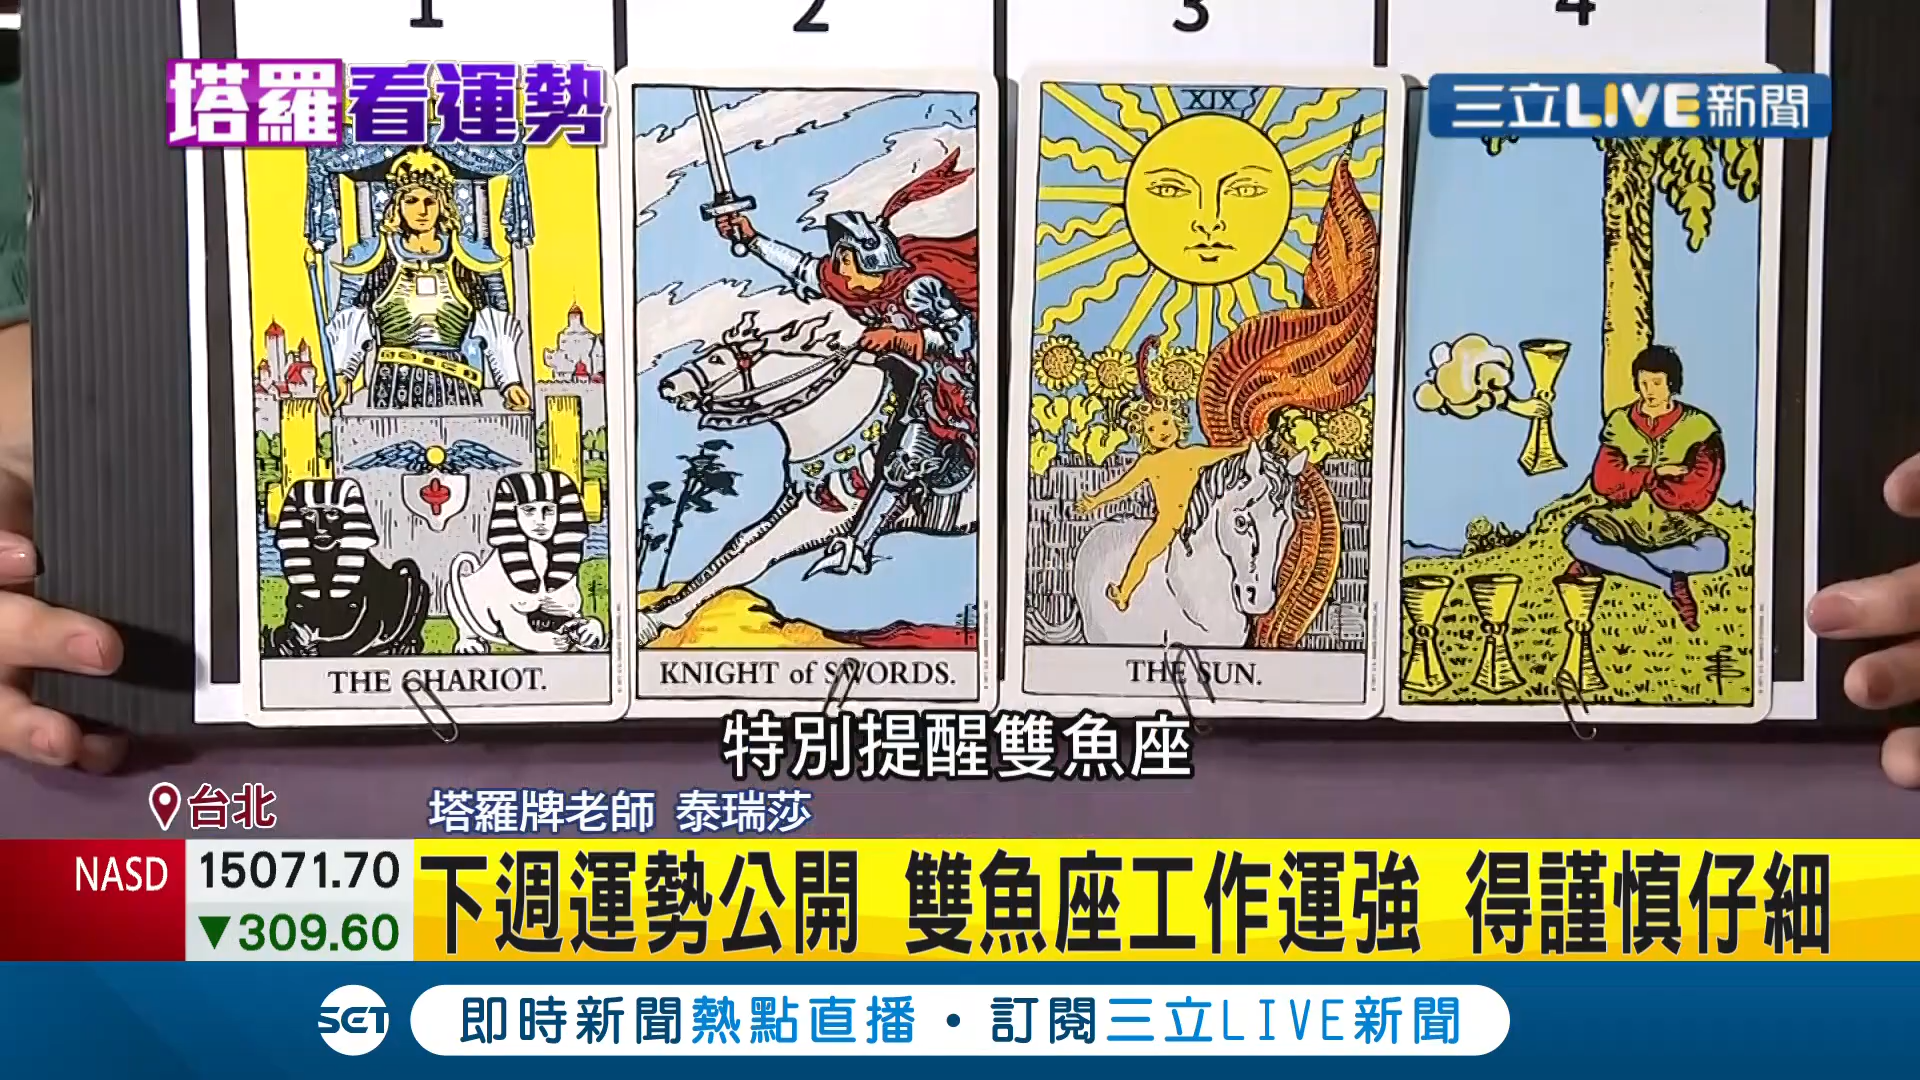 1
2
3
4
塔羅看運勢
三立LIVE新聞
XIX
THE CHARIOT.
KNIGHT of SWORDS.
THE SUN.
特別提醒雙魚座
台北
塔羅牌老師 泰瑞莎
NASD
15071.70
▼309.60
下週運勢公開 雙魚座工作運強 得謹慎仔細
SET
即時新聞熱點直播・訂閱三立LIVE新聞